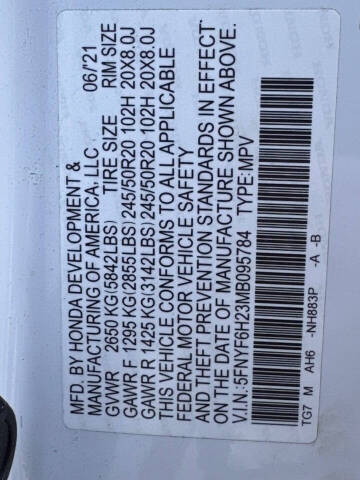 MFD. BY HONDA DEVELOPMENT & 06/'21
MANUFACTURING OF AMERICA, LLC.
GVWR 2650 KG(5842LBS) TIRE SIZE RIM SIZE
GAWR F 1295 KG(2855LBS) 245/50R20 102H 20X8.0J
GAWR R 1425 KG(3142LBS) 245/50R20 102H 20X8.0J
THIS VEHICLE CONFORMS TO ALL APPLICABLE
FEDERAL MOTOR VEHICLE SAFETY
AND THEFT PREVENTION STANDARDS IN EFFECT
ON THE DATE OF MANUFACTURE SHOWN ABOVE.
V.I.N.: 5FNYF6H23MB095784 TYPE: MPV
TG7 M AH6 -NH883P -A -B